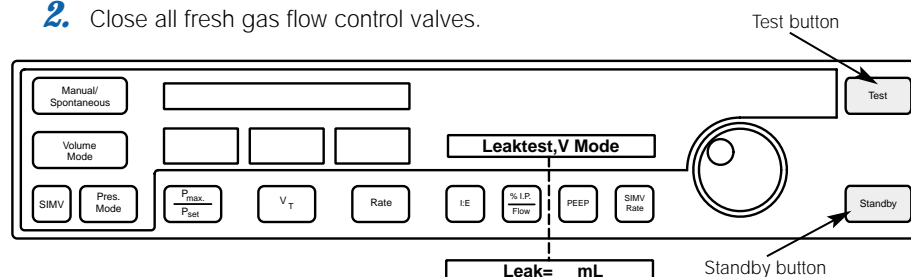 2. Close all fresh gas flow control valves.
Test button
Manual/
Spontaneous
Test
Volume
Mode
Leaktest,V Mode
SIMV
Pres.
Mode
Pmax.
Pset
VT
Rate
I:E
% I.P.
Flow
PEEP
SIMV
Rate
Standby
Leak= mL
Standby button